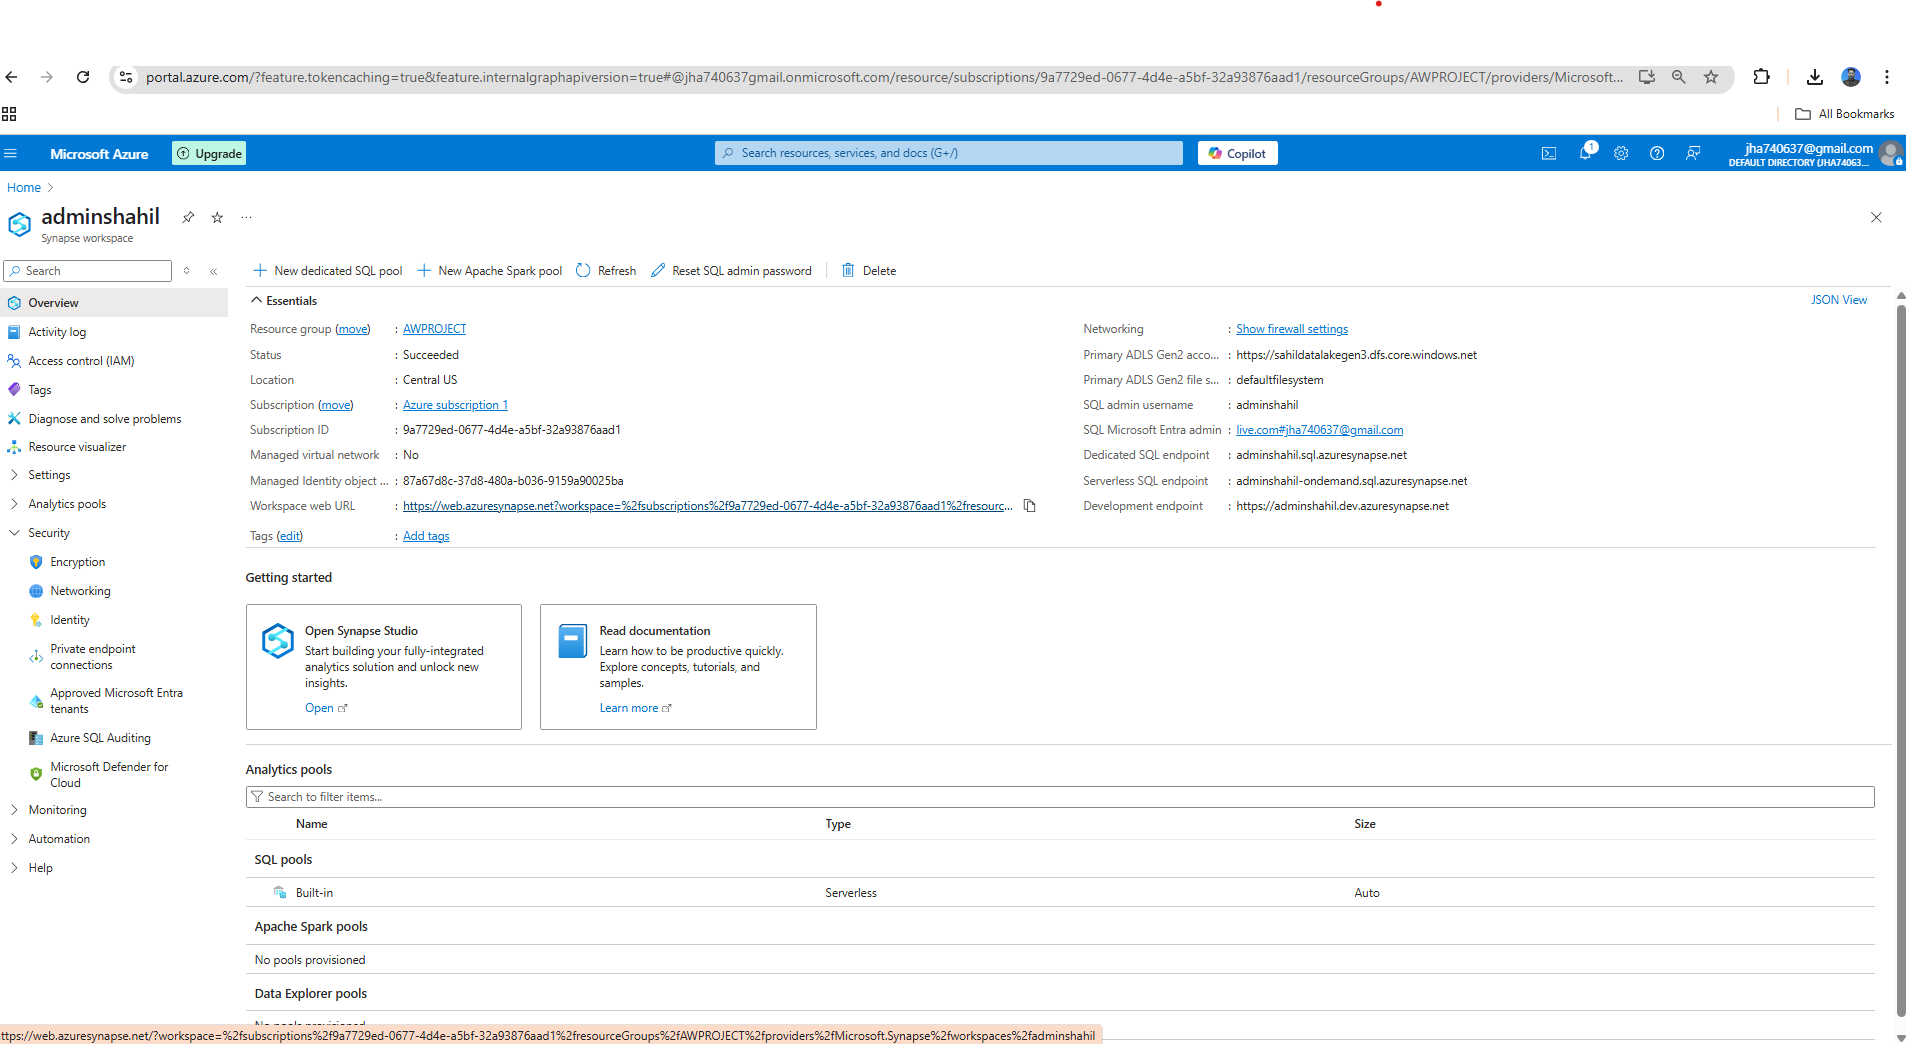 portal.azure.com/?feature.tokencaching=true&feature.internalgraphapiversion=true#@jha740637gmail.onmicrosoft.com/resource/subscriptions/9a7729ed-0677-4d4e-a5bf-32a93876aad1/resourceGroups/AWPROJECT/providers/Microsoft...
All Bookmarks
Microsoft Azure
Upgrade
Search resources, services, and docs (G+/)
Copilot
1
jha740637@gmail.com
DEFAULT DIRECTORY (JHA74063...
Home
adminshahil
Synapse workspace
Search
Overview
Activity log
Access control (IAM)
Tags
Diagnose and solve problems
Resource visualizer
Settings
Analytics pools
Security
Encryption
Networking
Identity
Private endpoint
connections
Approved Microsoft Entra
tenants
Azure SQL Auditing
Microsoft Defender for
Cloud
Monitoring
Automation
Help
New dedicated SQL pool
New Apache Spark pool
Refresh
Reset SQL admin password
Delete
Essentials
JSON View
Resource group (move) : AWPROJECT
Status : Succeeded
Location : Central US
Subscription (move) : Azure subscription 1
Subscription ID : 9a7729ed-0677-4d4e-a5bf-32a93876aad1
Managed virtual network : No
Managed Identity object ... : 87a67d8c-37d8-480a-b036-9159a90025ba
Workspace web URL : https://web.azuresynapse.net?workspace=%2fsubscriptions%2f9a7729ed-0677-4d4e-a5bf-32a93876aad1%2fresourc...
Tags (edit) : Add tags
Networking : Show firewall settings
Primary ADLS Gen2 acco... : https://sahildatalakegen3.dfs.core.windows.net
Primary ADLS Gen2 file s... : defaultfilesystem
SQL admin username : adminshahil
SQL Microsoft Entra admin : live.com#jha740637@gmail.com
Dedicated SQL endpoint : adminshahil.sql.azuresynapse.net
Serverless SQL endpoint : adminshahil-ondemand.sql.azuresynapse.net
Development endpoint : https://adminshahil.dev.azuresynapse.net
Getting started
Open Synapse Studio
Start building your fully-integrated
analytics solution and unlock new
insights.
Open
Read documentation
Learn how to be productive quickly.
Explore concepts, tutorials, and
samples.
Learn more
Analytics pools
Search to filter items...
Name Type Size
SQL pools
Built-in Serverless Auto
Apache Spark pools
No pools provisioned
Data Explorer pools
No pools provisioned
ttps://web.azuresynapse.net/?workspace=%2fsubscriptions%2f9a7729ed-0677-4d4e-a5bf-32a93876aad1%2fresourceGroups%2fAWPROJECT%2fproviders%2fMicrosoft.Synapse%2fworkspaces%2fadminshahil